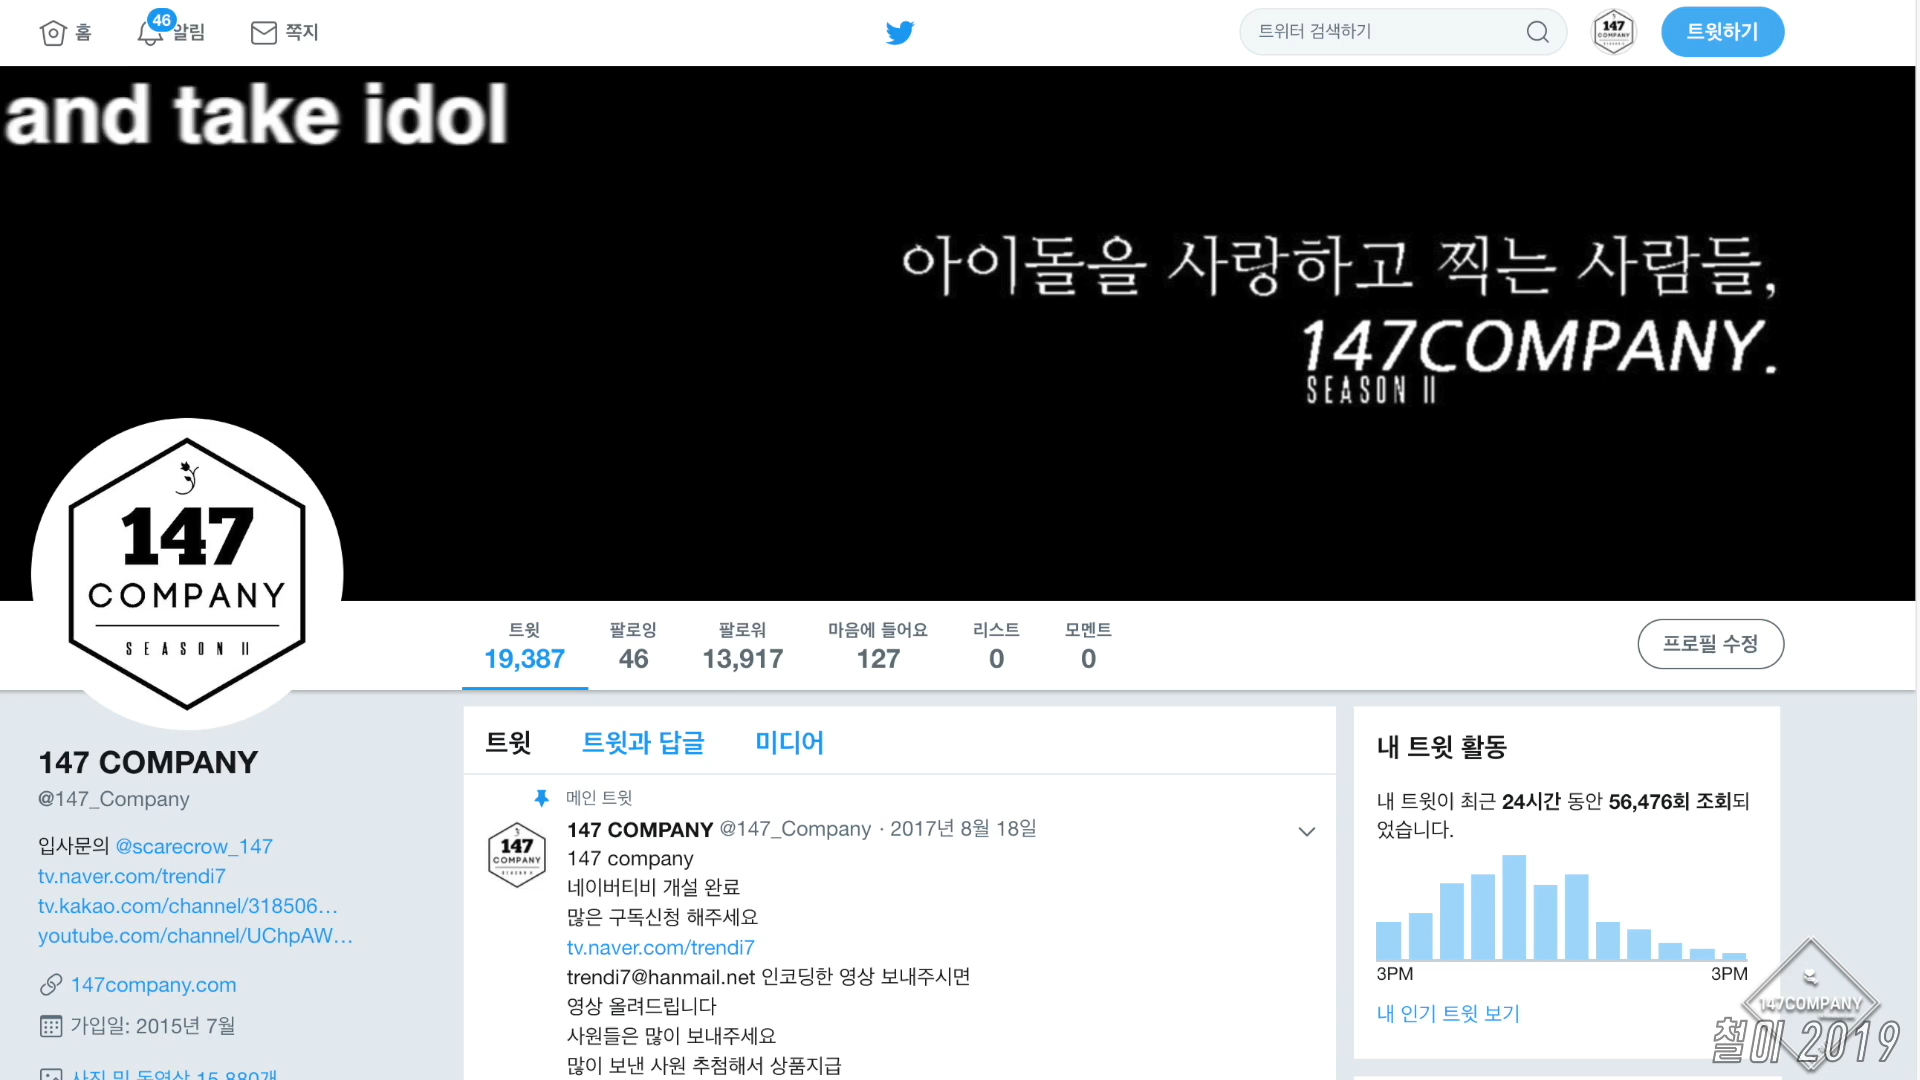 홈
46
알림
쪽지
트위터 검색하기
147
COMPANY
트윗하기
and take idol
아이돌을 사랑하고 찍는 사람들,
147COMPANY.
SEASON II
147
COMPANY
SEASON II
트윗
19,387
팔로잉
46
팔로워
13,917
마음에 들어요
127
리스트
0
모멘트
0
프로필 수정
147 COMPANY
@147_Company
입사문의 @scarecrow_147
tv.naver.com/trendi7
tv.kakao.com/channel/318506…
youtube.com/channel/UChpAW…
147company.com
가입일: 2015년 7월
사진 및 동영상 15,880개
트윗
트윗과 답글
미디어
메인 트윗
147
COMPANY
147 COMPANY @147_Company · 2017년 8월 18일
147 company
네이버티비 개설 완료
많은 구독신청 해주세요
tv.naver.com/trendi7
trendi7@hanmail.net 인코딩한 영상 보내주시면
영상 올려드립니다
사원들은 많이 보내주세요
많이 보낸 사원 추첨해서 상품지급
내 트윗 활동
내 트윗이 최근 24시간 동안 56,476회 조회되
었습니다.
3PM
3PM
내 인기 트윗 보기
147COMPANY
철이 2019